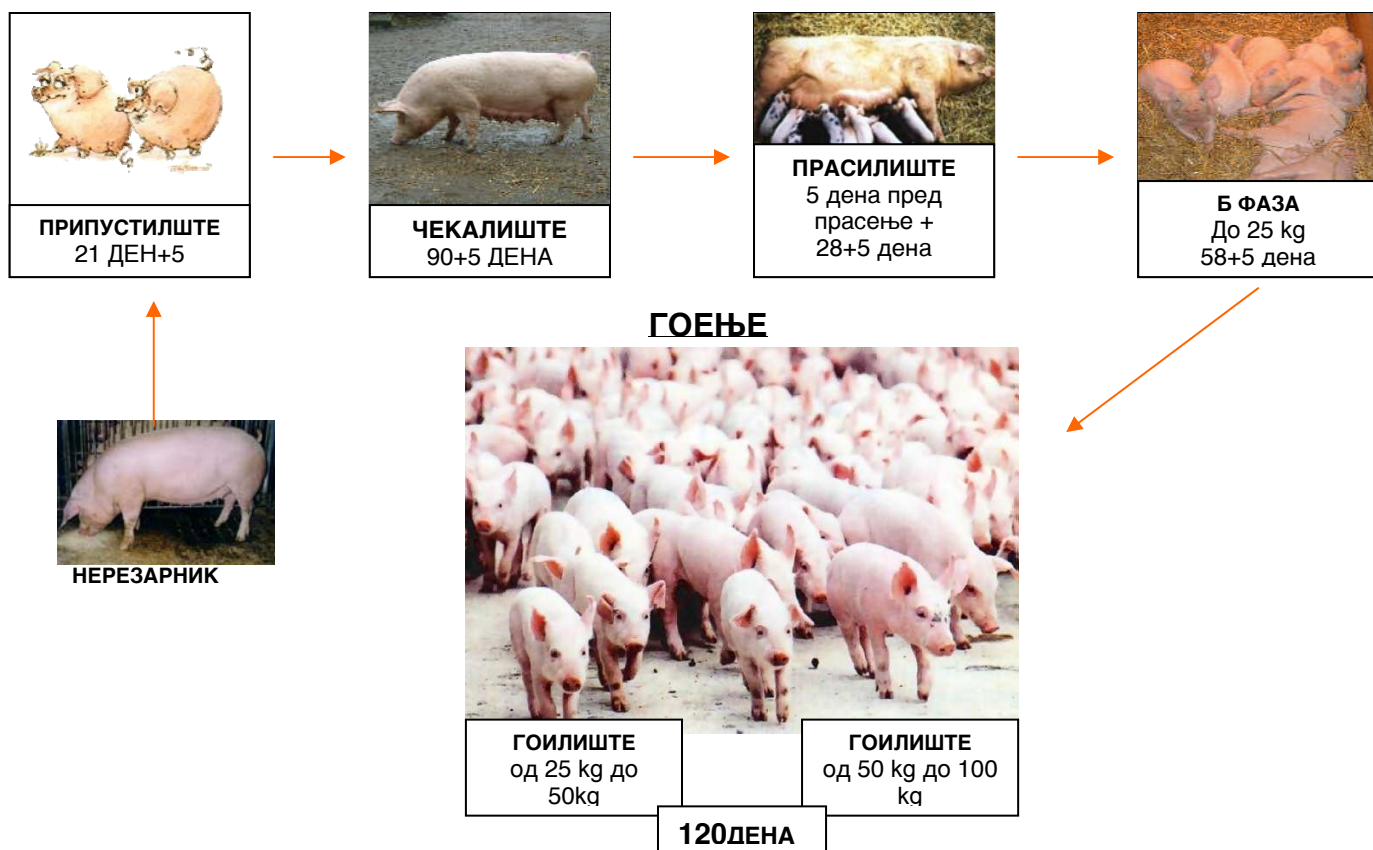 ПРИПУСТИЛШТЕ
21 ДЕН+5
ЧЕКАЛИШТЕ
90+5 ДЕНА
ПРАСИЛИШТЕ
5 дена пред
прасење +
28+5 дена
Б ФАЗА
До 25 kg
58+5 дена
НЕРЕЗАРНИК
ГОЕЊЕ
ГОИЛИШТЕ
од 25 kg до
50kg
ГОИЛИШТЕ
од 50 kg до 100
kg
120ДЕНА